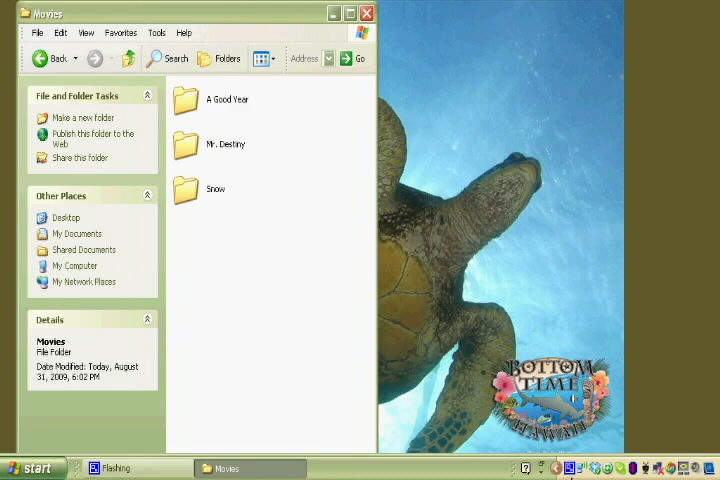 Movies
File Edit View Favorites Tools Help
Back Search Folders Address Go
File and Folder Tasks
Make a new folder
Publish this folder to the
Web
Share this folder
Other Places
Desktop
My Documents
Shared Documents
My Computer
My Network Places
Details
Movies
File Folder
Date Modified: Today, August
31, 2009, 6:02 PM
A Good Year
Mr. Destiny
Snow
BOTTOM
TIME
HAWAII
start Flashing Movies